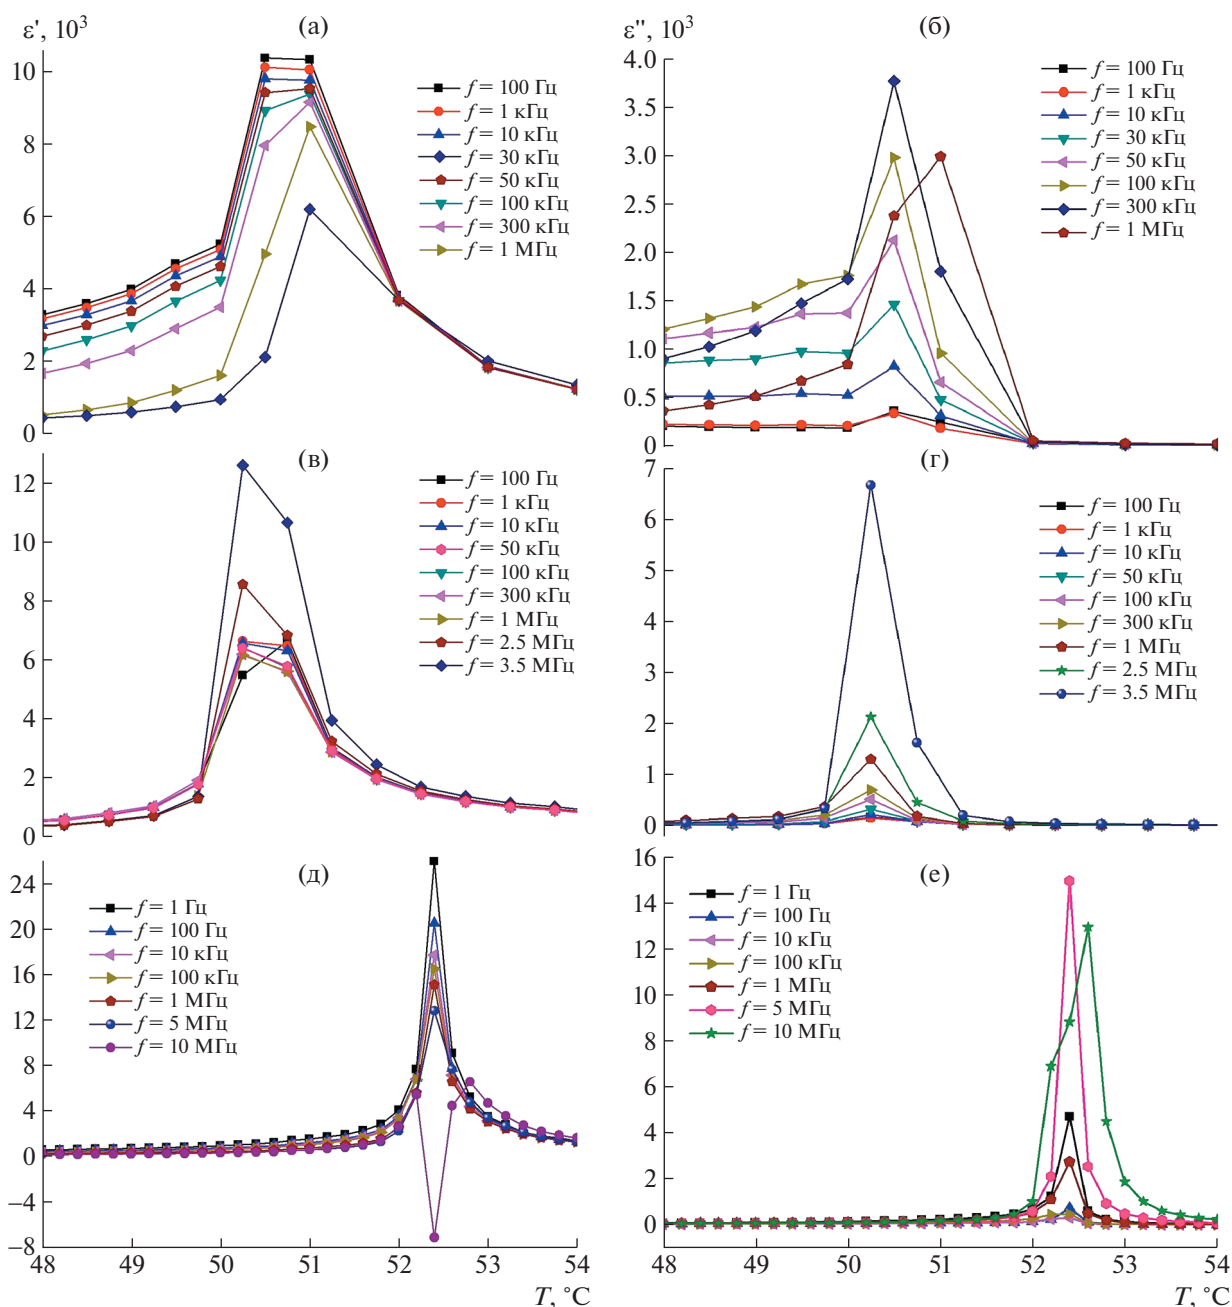 ε', 10³
(а)
10
8
6
4
2
0
f = 100 Гц
f = 1 кГц
f = 10 кГц
f = 30 кГц
f = 50 кГц
f = 100 кГц
f = 300 кГц
f = 1 МГц
ε'', 10³
(б)
4.0
3.5
3.0
2.5
2.0
1.5
1.0
0.5
0
f = 100 Гц
f = 1 кГц
f = 10 кГц
f = 30 кГц
f = 50 кГц
f = 100 кГц
f = 300 кГц
f = 1 МГц
(в)
12
10
8
6
4
2
0
f = 100 Гц
f = 1 кГц
f = 10 кГц
f = 50 кГц
f = 100 кГц
f = 300 кГц
f = 1 МГц
f = 2.5 МГц
f = 3.5 МГц
(г)
7
6
5
4
3
2
1
0
f = 100 Гц
f = 1 кГц
f = 10 кГц
f = 50 кГц
f = 100 кГц
f = 300 кГц
f = 1 МГц
f = 2.5 МГц
f = 3.5 МГц
(д)
24
20
16
12
8
4
0
−4
−8
f = 1 Гц
f = 100 Гц
f = 10 кГц
f = 100 кГц
f = 1 МГц
f = 5 МГц
f = 10 МГц
48 49 50 51 52 53 54
T, °C
(е)
16
14
12
10
8
6
4
2
0
f = 1 Гц
f = 100 Гц
f = 10 кГц
f = 100 кГц
f = 1 МГц
f = 5 МГц
f = 10 МГц
48 49 50 51 52 53 54
T, °C